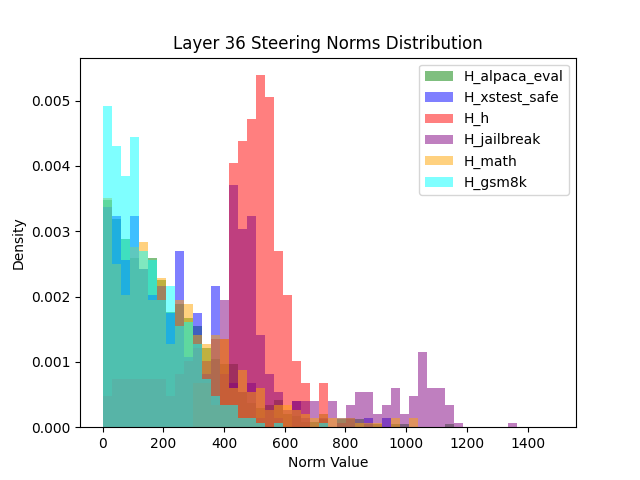 Layer 36 Steering Norms Distribution
Density
0.005
0.004
0.003
0.002
0.001
0.000
0
200
400
600
800
1000
1200
1400
Norm Value
H_alpaca_eval
H_xstest_safe
H_h
H_jailbreak
H_math
H_gsm8k